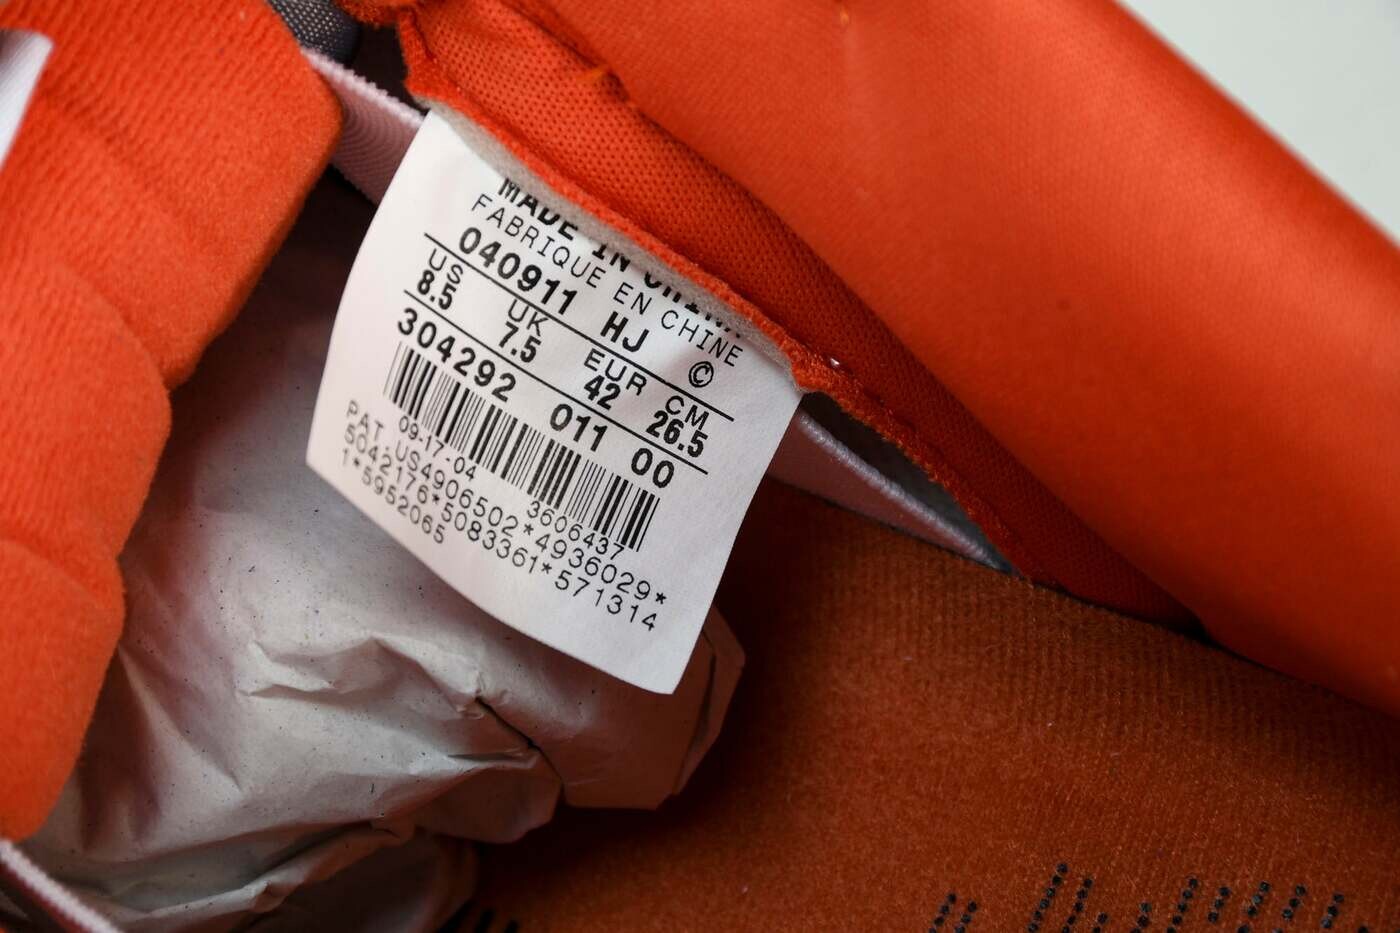 MADE IN CHINA
FABRIQUE EN CHINE
040911 HJ ©
US UK EUR CM
8.5 7.5 42 26.5
304292 011 00
09-17-04 3606437
PAT.US4906502*4936029*
5042176*5083361*571314
1*5952065